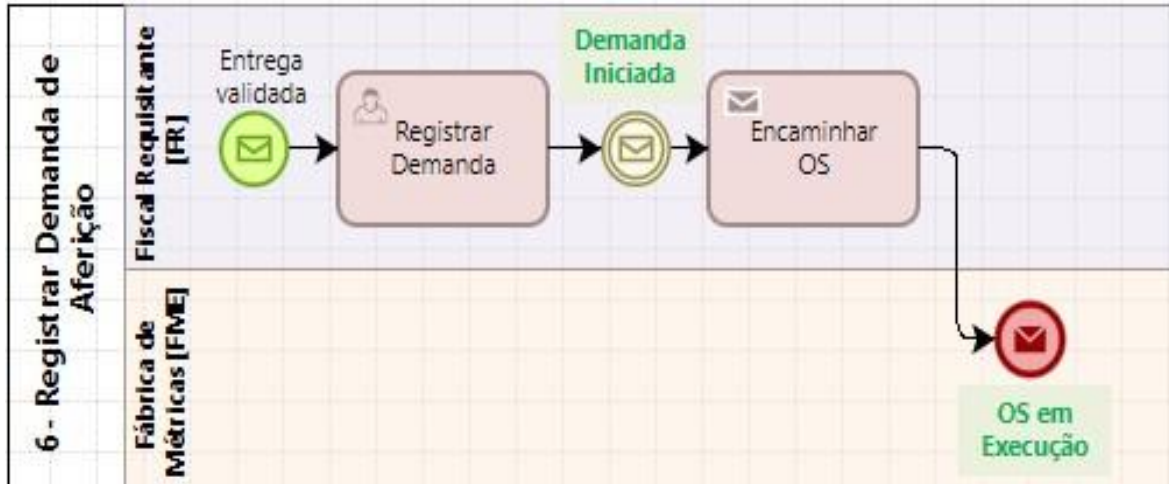 6 - Registrar Demanda de
Aferição
Fiscal Requisitante
[FR]
Entrega
validada
Registrar
Demanda
Demanda
Iniciada
Encaminhar
OS
Fábrica de
Métricas [FME]
OS em
Execução